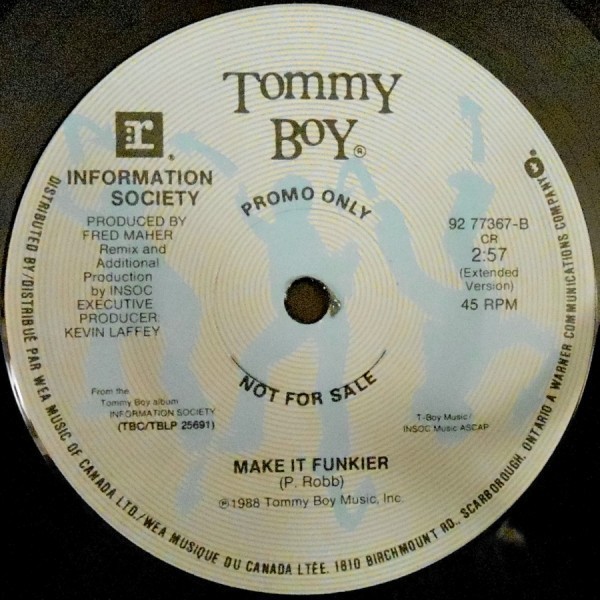 TOMMY
BOY®
r ®
INFORMATION
SOCIETY
PRODUCED BY
FRED MAHER
Remix and
Additional
Production
by INSOC
EXECUTIVE
PRODUCER:
KEVIN LAFFEY
PROMO ONLY
92 77367-B
CR
2:57
(Extended
Version)
45 RPM
NOT FOR SALE
From the
Tommy Boy album
INFORMATION SOCIETY
(TBC/TBLP 25691)
T-Boy Music/
INSOC Music ASCAP
MAKE IT FUNKIER
(P. Robb)
℗1988 Tommy Boy Music, Inc.
DISTRIBUTED BY/DISTRIBUÉ PAR WEA MUSIC OF CANADA LTD./WEA MUSIQUE DU CANADA LTÉE. 1810 BIRCHMOUNT RD., SCARBOROUGH, ONTARIO A WARNER COMMUNICATIONS COMPANY